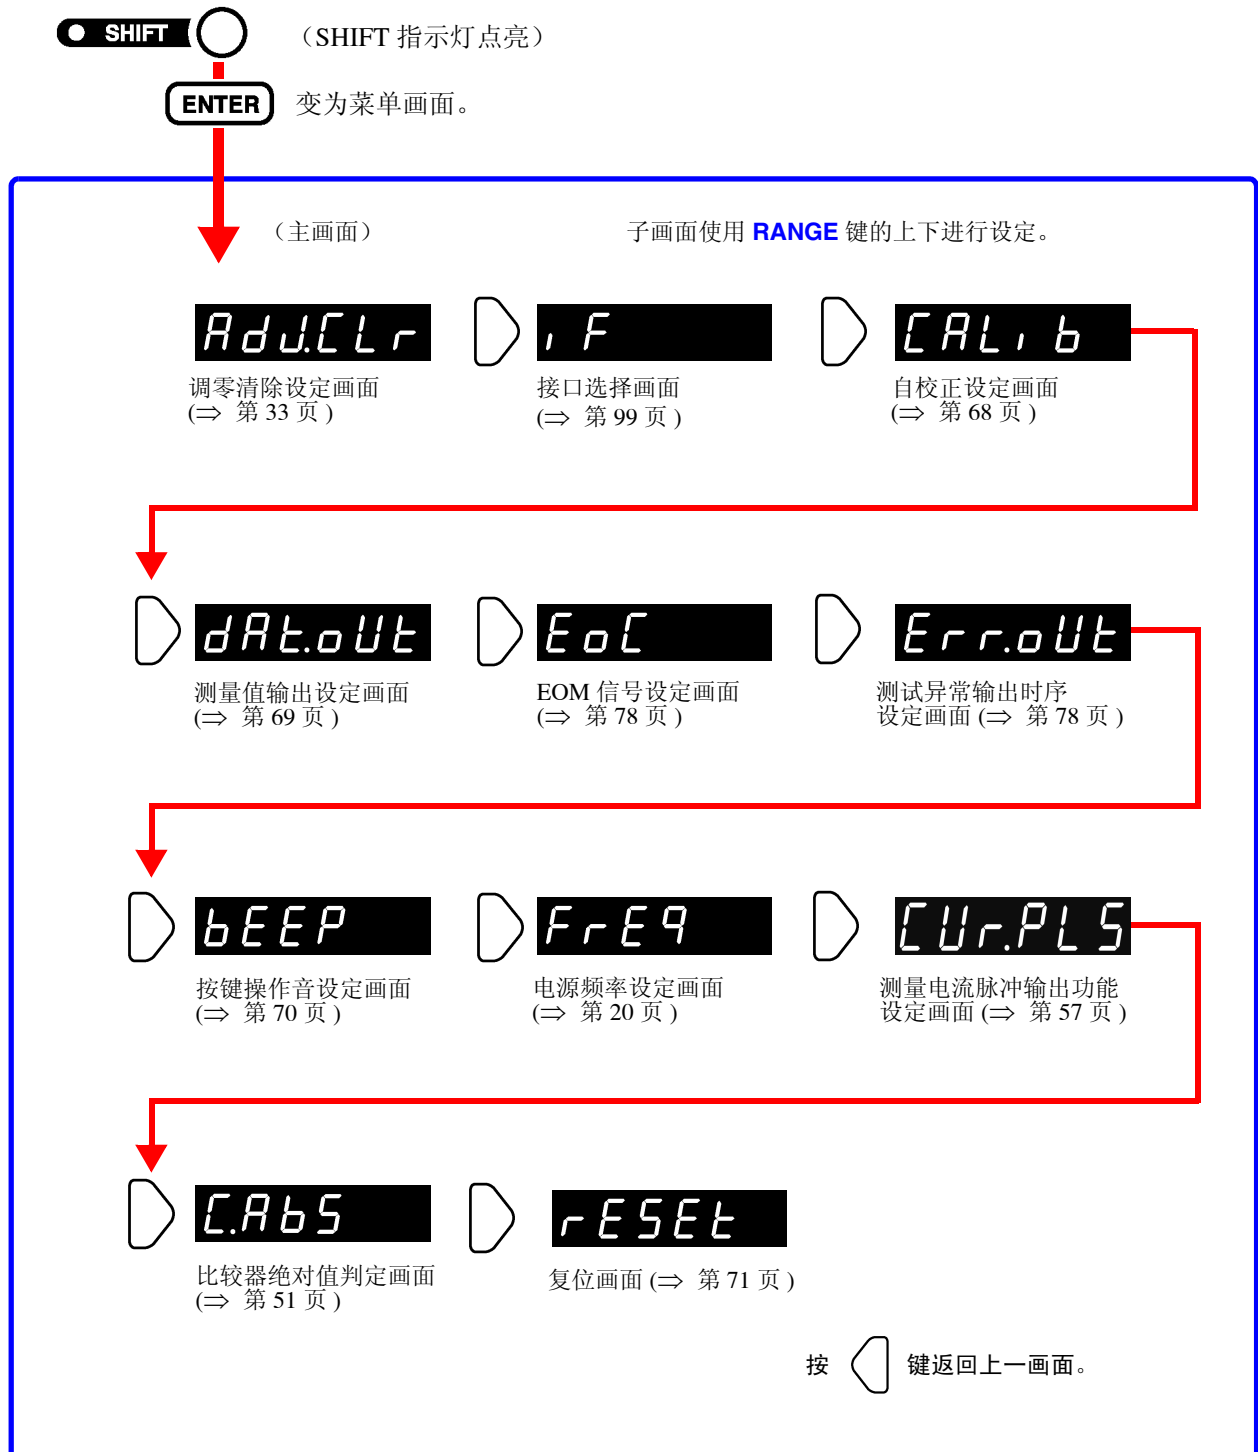 SHIFT
（SHIFT 指示灯点亮）
ENTER
变为菜单画面。
（主画面）
子画面使用 RANGE 键的上下进行设定。
AdJ.CLr
iF
CALib
调零清除设定画面
(⇒ 第 33 页 )
接口选择画面
(⇒ 第 99 页 )
自校正设定画面
(⇒ 第 68 页 )
dAt.oUt
EoC
Err.oUt
测量值输出设定画面
(⇒ 第 69 页 )
EOM 信号设定画面
(⇒ 第 78 页 )
测试异常输出时序
设定画面 (⇒ 第 78 页 )
bEEP
FrEq
CUr.PLS
按键操作音设定画面
(⇒ 第 70 页 )
电源频率设定画面
(⇒ 第 20 页 )
测量电流脉冲输出功能
设定画面 (⇒ 第 57 页 )
C.AbS
rESEt
比较器绝对值判定画面
(⇒ 第 51 页 )
复位画面 (⇒ 第 71 页 )
按 键返回上一画面。